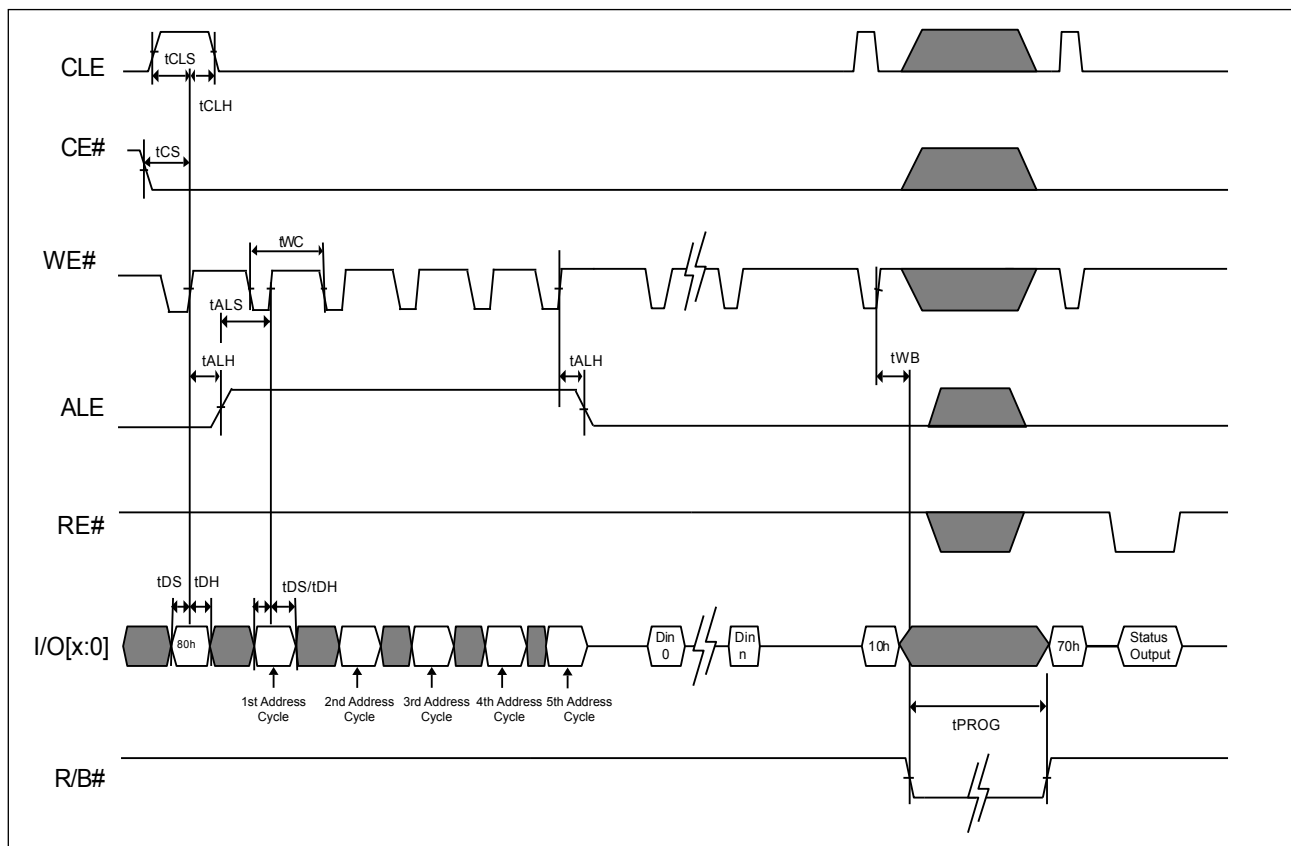 CLE
tCLS
tCLH
CE#
tCS
WE#
tWC
tALS
tALH
tALH
tWB
ALE
RE#
tDS
tDH
tDS/tDH
I/O[x:0]
80h
Din
0
Din
n
10h
70h
Status
Output
1st Address
Cycle
2nd Address
Cycle
3rd Address
Cycle
4th Address
Cycle
5th Address
Cycle
tPROG
R/B#